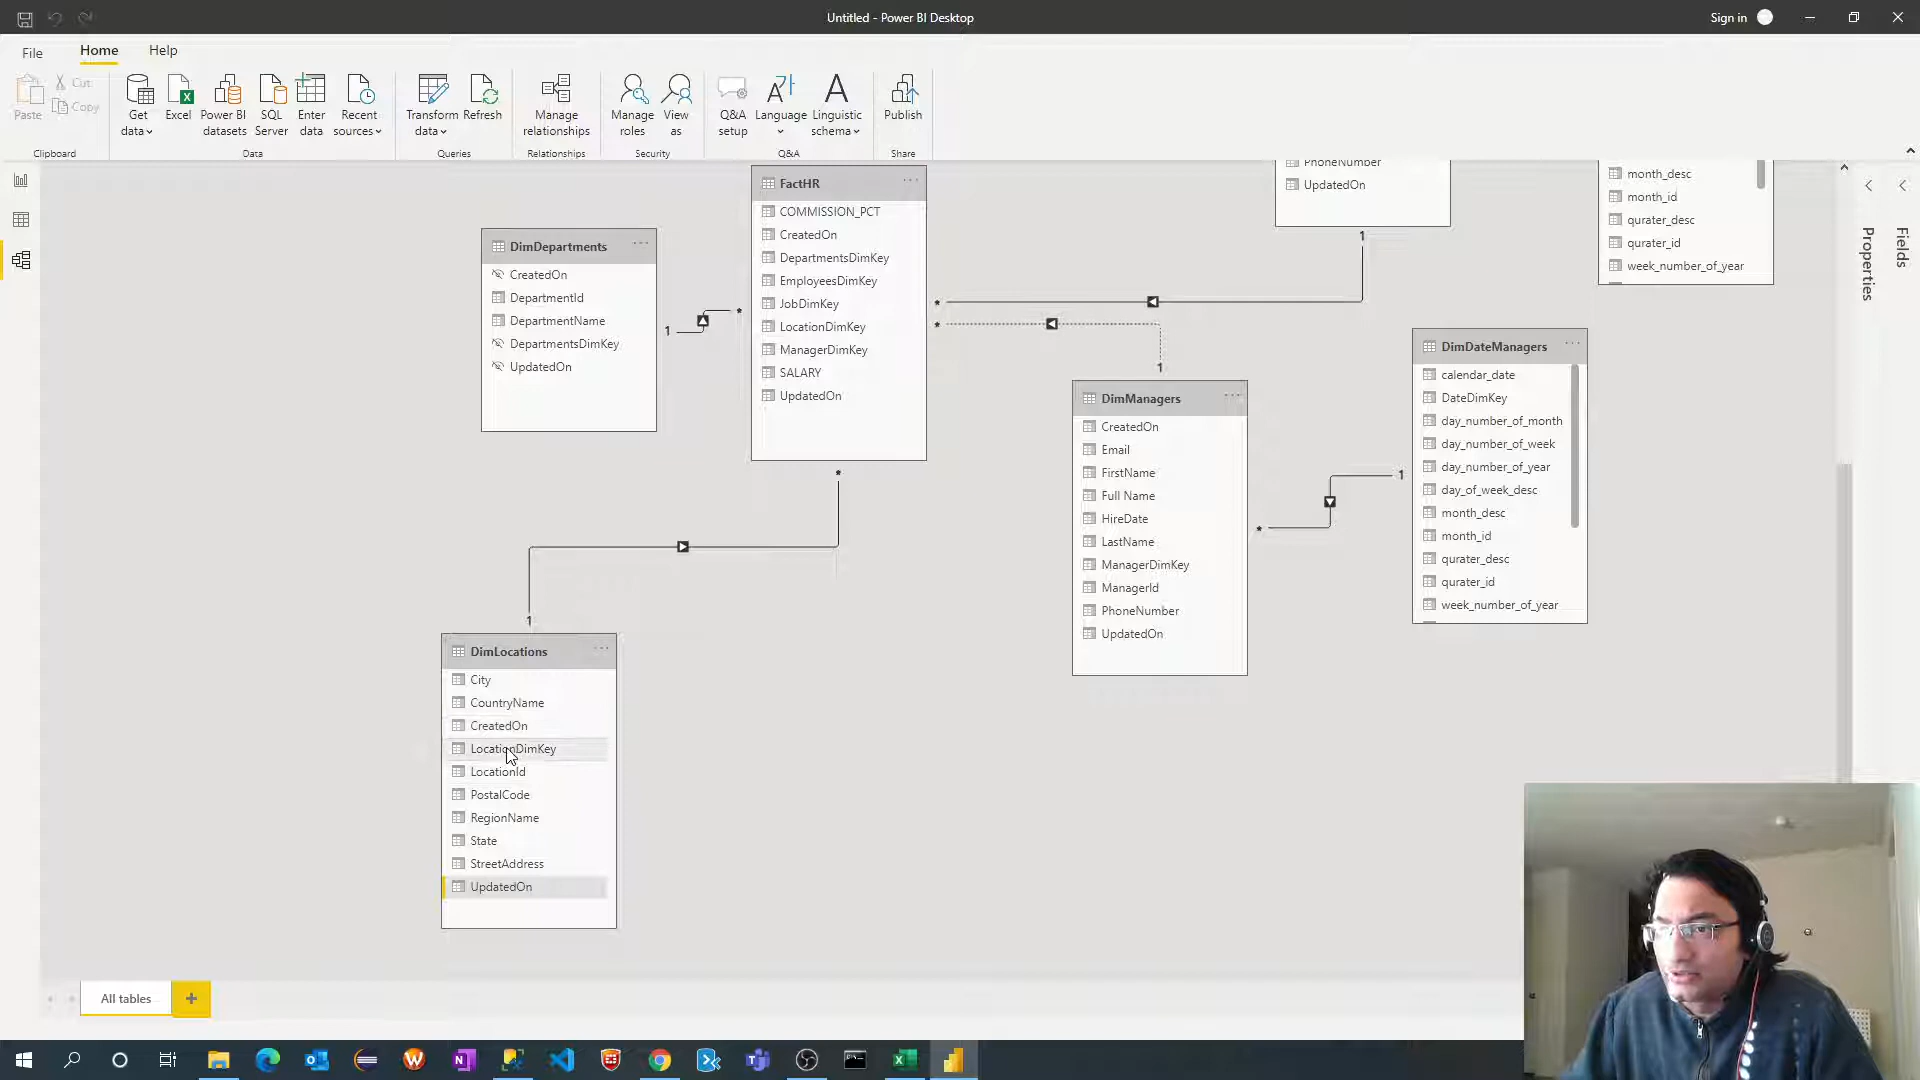 Untitled - Power BI Desktop
Sign in
File
Home
Help
Paste
Cut
Copy
Get data
Excel
Power BI datasets
SQL Server
Enter data
Recent sources
Transform data
Refresh
Manage relationships
Manage roles
View as
Q&A setup
Language
Linguistic schema
Publish
Clipboard
Data
Queries
Relationships
Security
Q&A
Share
FactHR
COMMISSION_PCT
CreatedOn
DepartmentsDimKey
EmployeesDimKey
JobDimKey
LocationDimKey
ManagerDimKey
SALARY
UpdatedOn
DimDepartments
CreatedOn
DepartmentId
DepartmentName
DepartmentsDimKey
UpdatedOn
1
*
PhoneNumber
UpdatedOn
1
*
*
1
month_desc
month_id
qurater_desc
qurater_id
week_number_of_year
Properties
Fields
DimManagers
CreatedOn
Email
FirstName
Full Name
HireDate
LastName
ManagerDimKey
ManagerId
PhoneNumber
UpdatedOn
*
1
DimDateManagers
calendar_date
DateDimKey
day_number_of_month
day_number_of_week
day_number_of_year
day_of_week_desc
month_desc
month_id
qurater_desc
qurater_id
week_number_of_year
*
1
DimLocations
City
CountryName
CreatedOn
LocationDimKey
LocationId
PostalCode
RegionName
State
StreetAddress
UpdatedOn
All tables
+